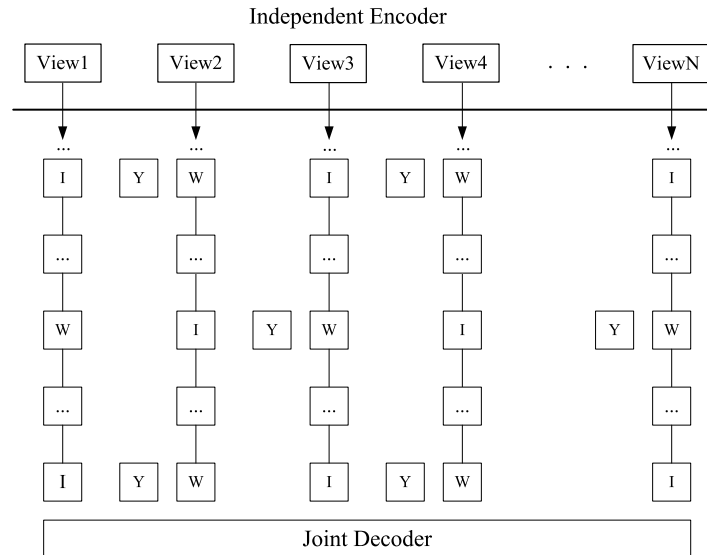 Independent Encoder
View1 View2 View3 View4 . . . ViewN
... ... ... ... ...
I Y W I Y W I
... ... ... ... ...
W I Y W I Y W
... ... ... ... ...
I Y W I Y W I
Joint Decoder